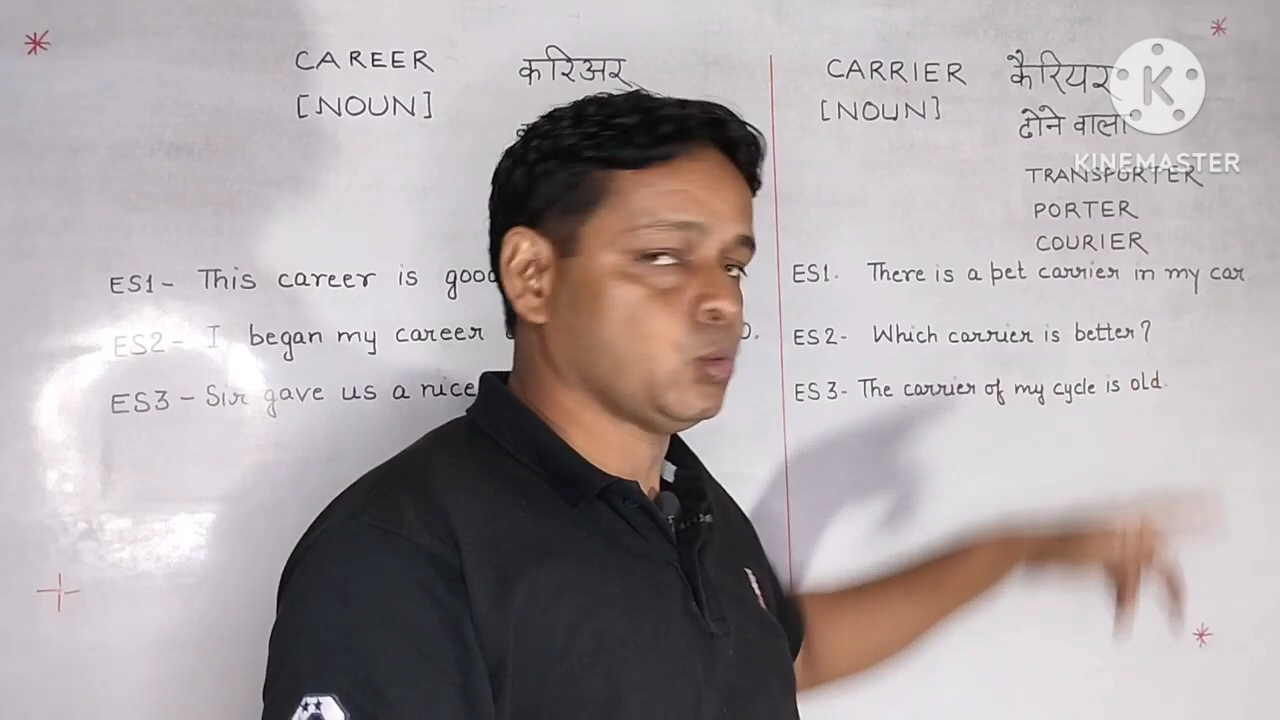 CAREER करिअर
[NOUN]
ES1- This career is good
ES2- I began my career
ES3- Sir gave us a nice
CARRIER कैरियर
[NOUN] ढोने वाला
TRANSPORTER
PORTER
COURIER
ES1- There is a pet carrier in my car
ES2- Which carrier is better?
ES3- The carrier of my cycle is old.
K
KINEMASTER